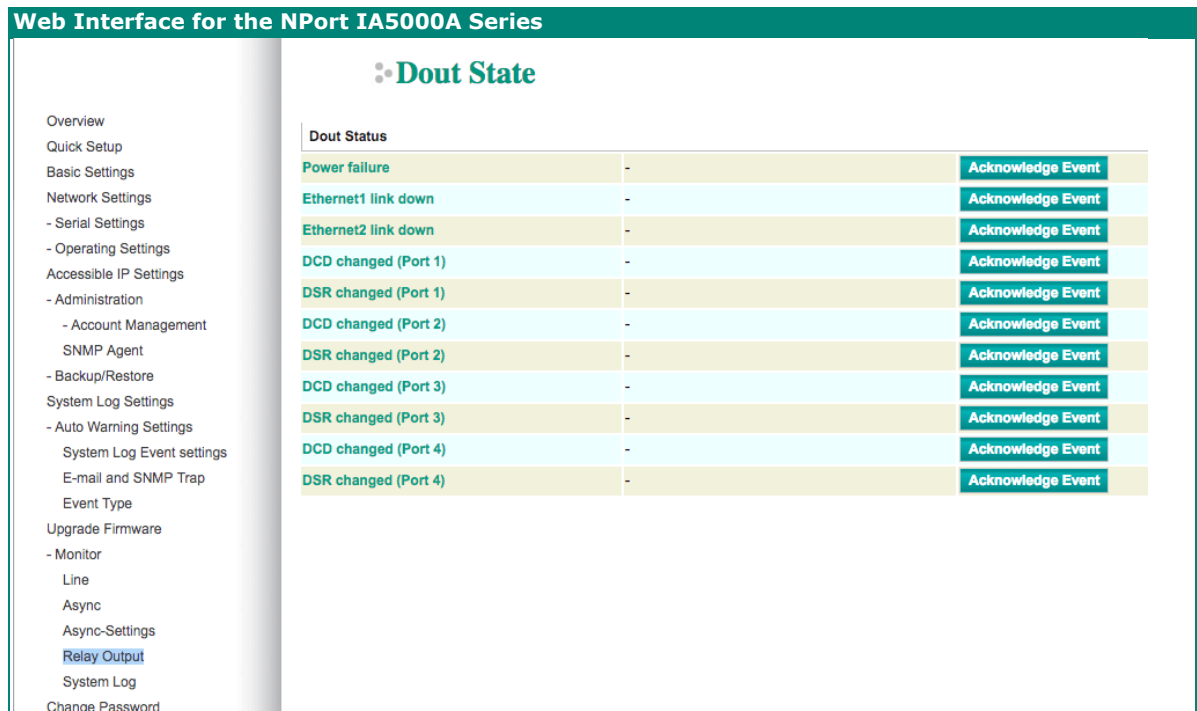 Web Interface for the NPort IA5000A Series
Dout State
Overview
Quick Setup
Basic Settings
Network Settings
- Serial Settings
- Operating Settings
Accessible IP Settings
- Administration
- Account Management
SNMP Agent
- Backup/Restore
System Log Settings
- Auto Warning Settings
System Log Event settings
E-mail and SNMP Trap
Event Type
Upgrade Firmware
- Monitor
Line
Async
Async-Settings
Relay Output
System Log
Change Password
Dout Status
Power failure - Acknowledge Event
Ethernet1 link down - Acknowledge Event
Ethernet2 link down - Acknowledge Event
DCD changed (Port 1) - Acknowledge Event
DSR changed (Port 1) - Acknowledge Event
DCD changed (Port 2) - Acknowledge Event
DSR changed (Port 2) - Acknowledge Event
DCD changed (Port 3) - Acknowledge Event
DSR changed (Port 3) - Acknowledge Event
DCD changed (Port 4) - Acknowledge Event
DSR changed (Port 4) - Acknowledge Event